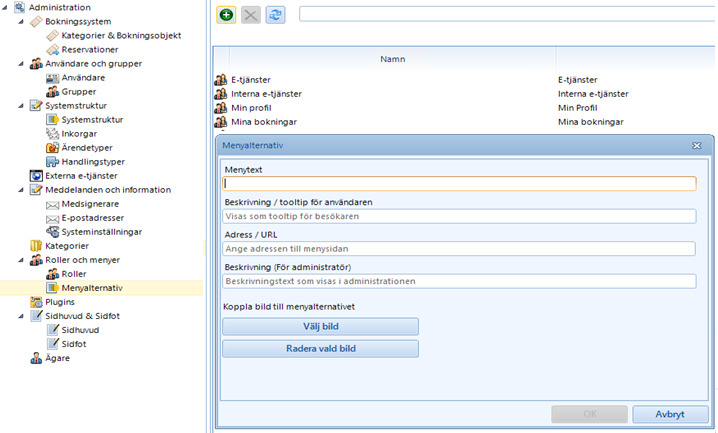 Administration
Bokningssystem
Kategorier & Bokningsobjekt
Reservationer
Användare och grupper
Användare
Grupper
Systemstruktur
Systemstruktur
Inkorgar
Ärendetyper
Handlingstyper
Externa e-tjänster
Meddelanden och information
Medsignerare
E-postadresser
Systeminställningar
Kategorier
Roller och menyer
Roller
Menyalternativ
Plugins
Sidhuvud & Sidfot
Sidhuvud
Sidfot
Ägare
Namn
E-tjänster E-tjänster
Interna e-tjänster Interna e-tjänster
Min profil Min Profil
Mina bokningar Mina bokningar
Menyalternativ
Menytext
Beskrivning / tooltip för användaren
Visas som tooltip för besökaren
Adress / URL
Ange adressen till menysidan
Beskrivning (För administratör)
Beskrivningstext som visas i administrationen
Koppla bild till menyalternativet
Välj bild
Radera vald bild
OK Avbryt